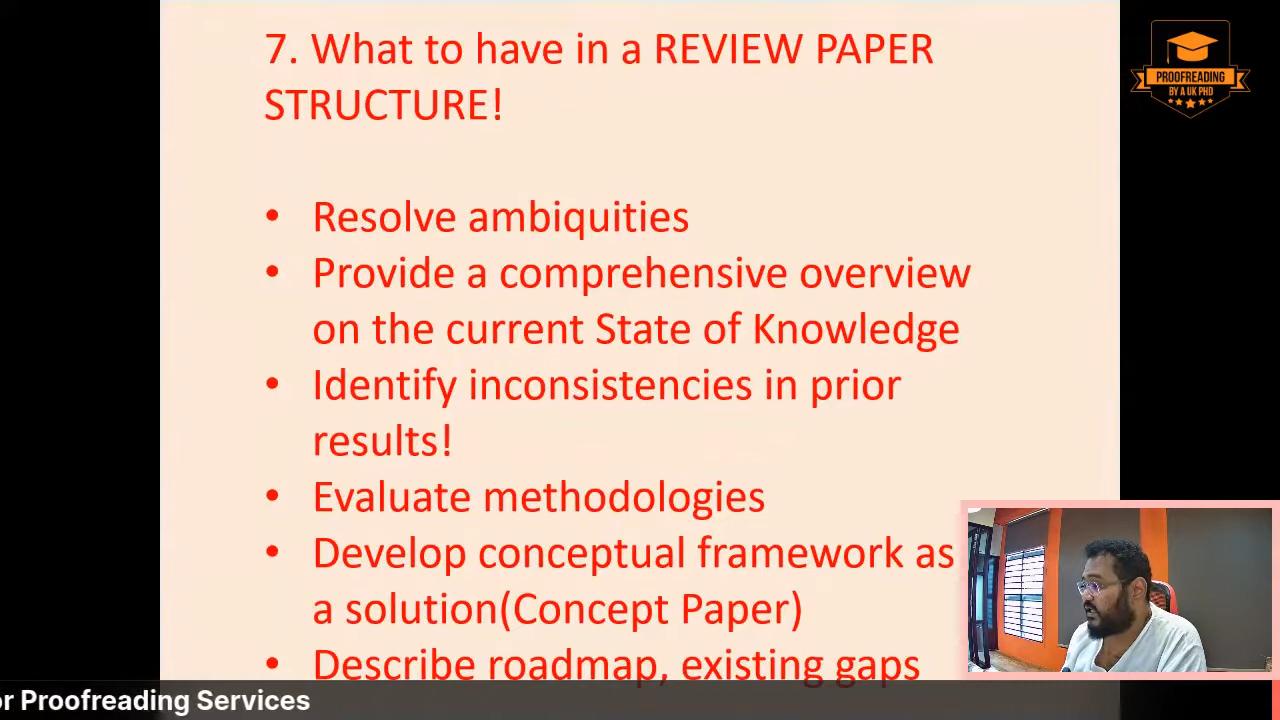 7. What to have in a REVIEW PAPER
STRUCTURE!
• Resolve ambiquities
• Provide a comprehensive overview
on the current State of Knowledge
• Identify inconsistencies in prior
results!
• Evaluate methodologies
• Develop conceptual framework as
a solution(Concept Paper)
• Describe roadmap, existing gaps
PROOFREADING
BY A UK PHD
or Proofreading Services